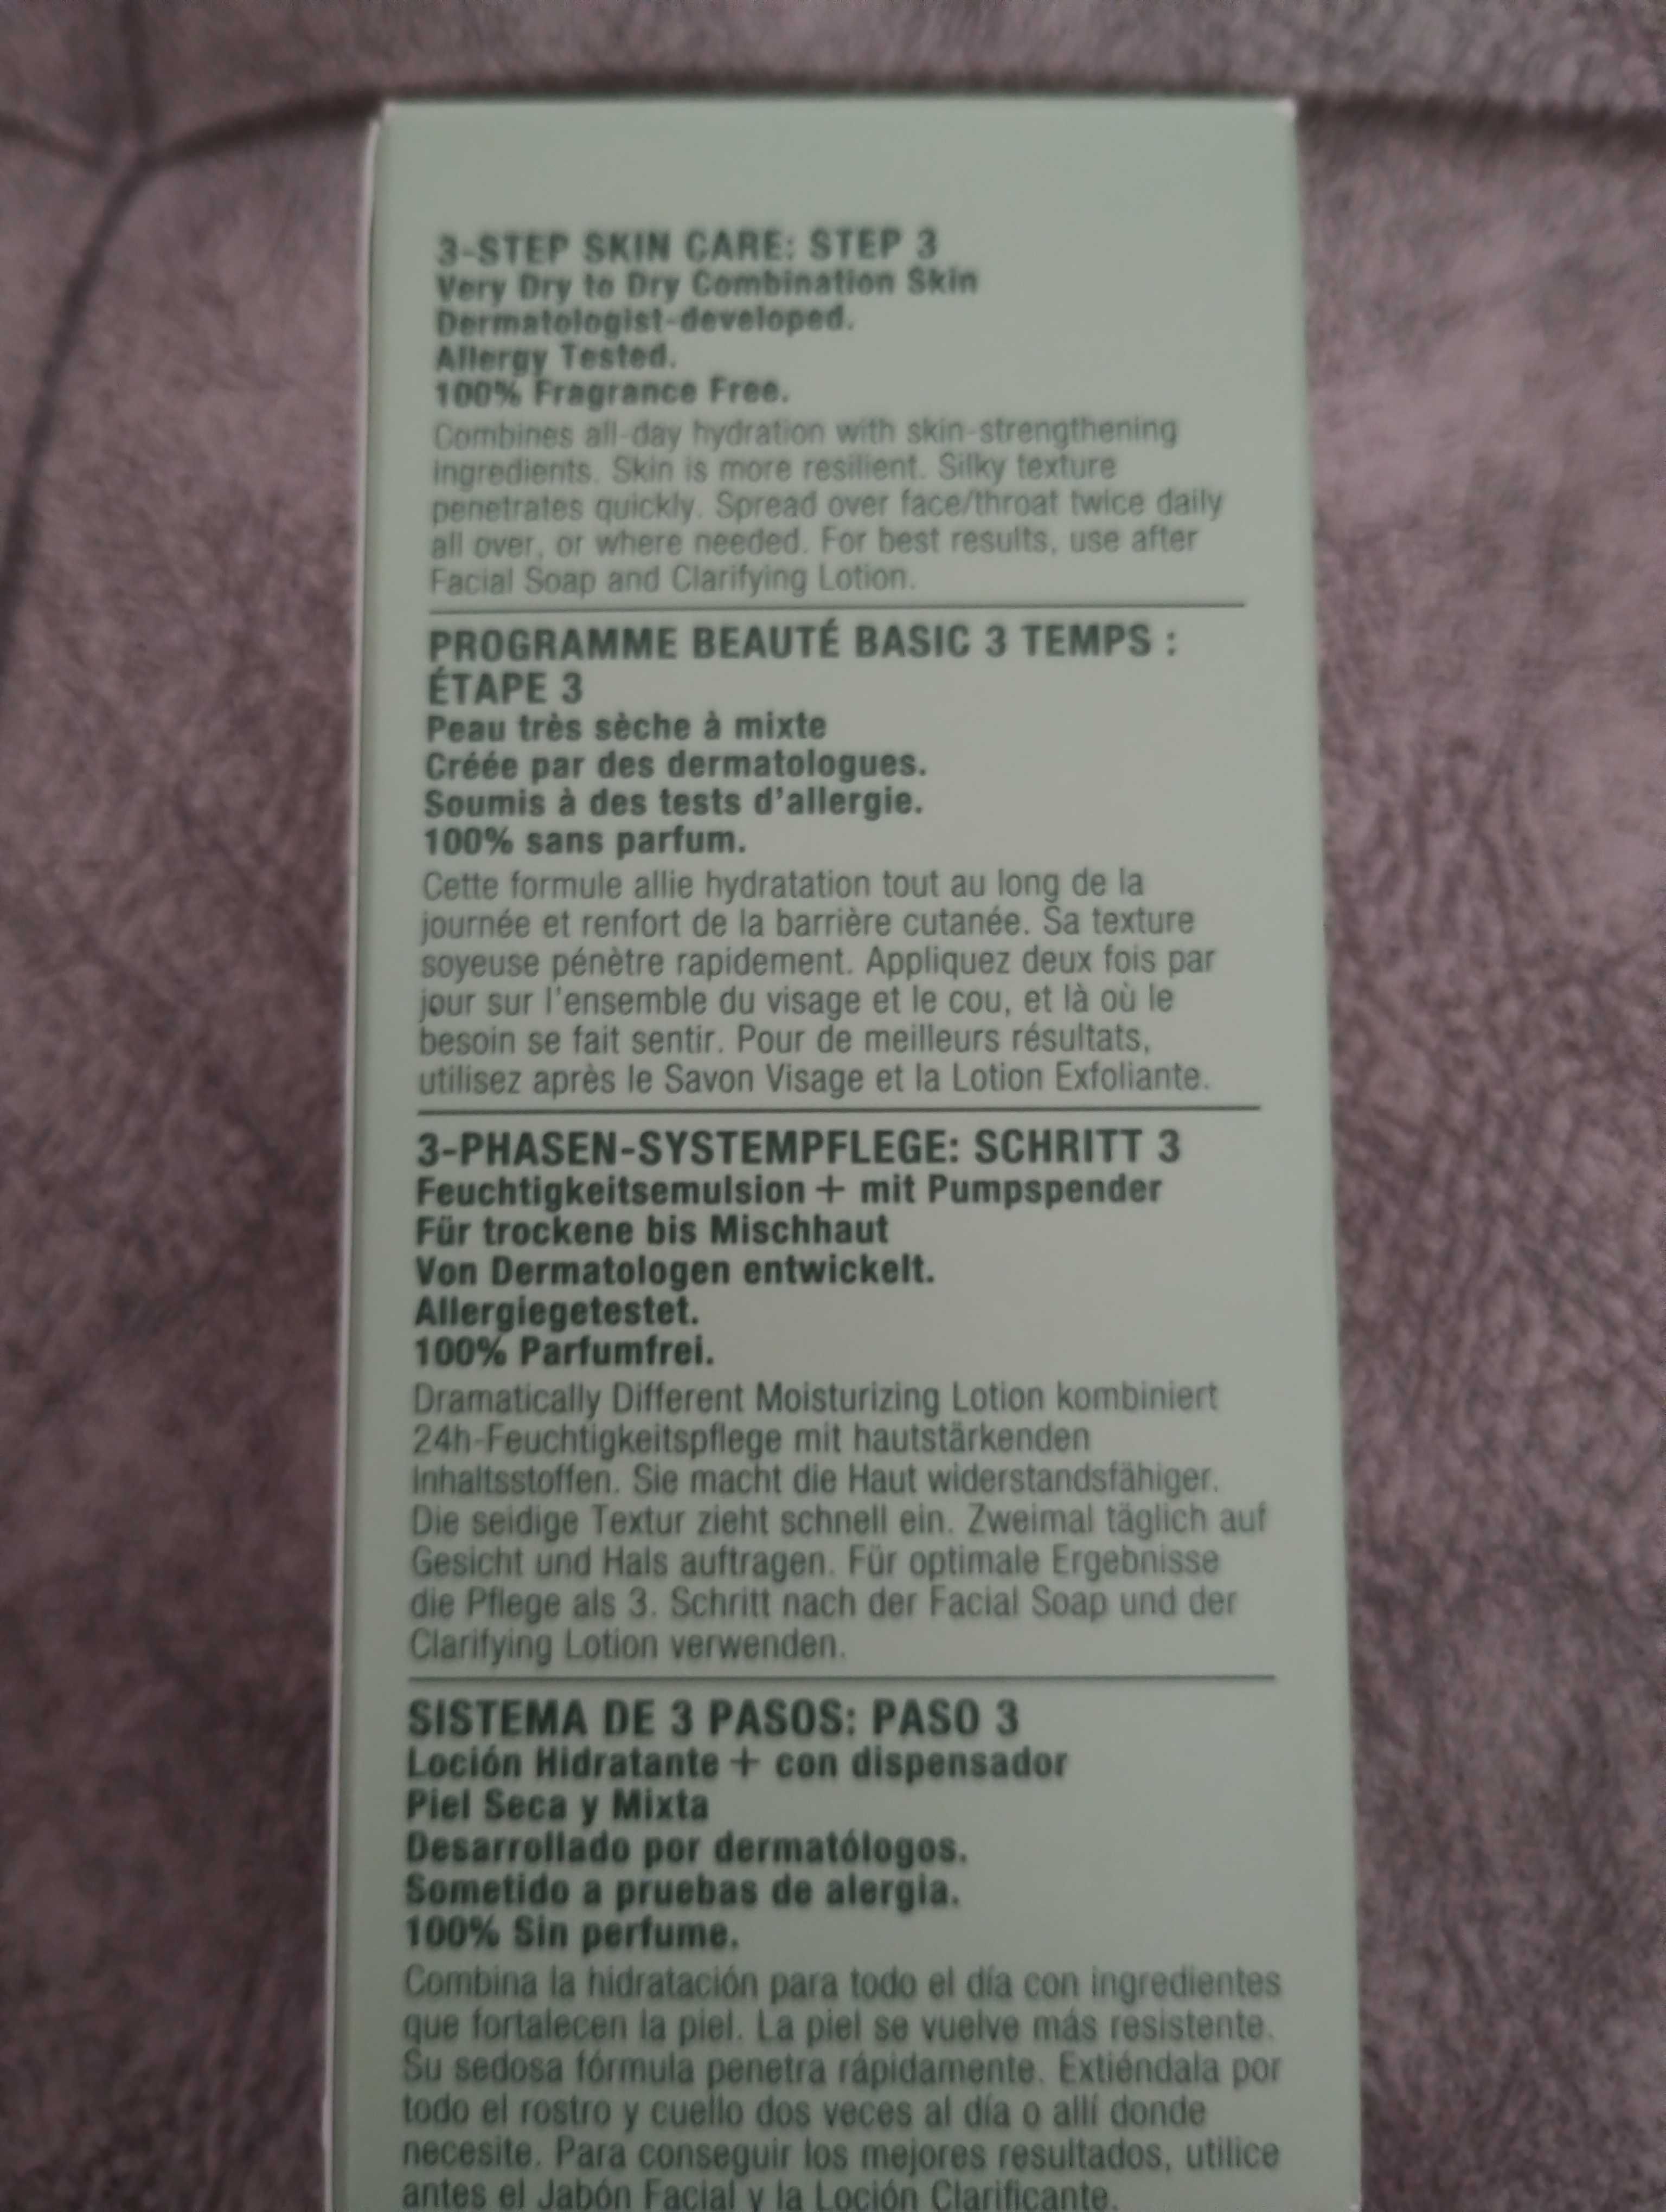 3-STEP SKIN CARE: STEP 3
Very Dry to Dry Combination Skin
Dermatologist-developed.
Allergy Tested.
100% Fragrance Free.
Combines all-day hydration with skin-strengthening
ingredients. Skin is more resilient. Silky texture
penetrates quickly. Spread over face/throat twice daily
all over, or where needed. For best results, use after
Facial Soap and Clarifying Lotion.
PROGRAMME BEAUTÉ BASIC 3 TEMPS :
ÉTAPE 3
Peau très sèche à mixte
Créée par des dermatologues.
Soumis à des tests d'allergie.
100% sans parfum.
Cette formule allie hydratation tout au long de la
journée et renfort de la barrière cutanée. Sa texture
soyeuse pénètre rapidement. Appliquez deux fois par
jour sur l'ensemble du visage et le cou, et là où le
besoin se fait sentir. Pour de meilleurs résultats,
utilisez après le Savon Visage et la Lotion Exfoliante.
3-PHASEN-SYSTEMPFLEGE: SCHRITT 3
Feuchtigkeitsemulsion + mit Pumpspender
Für trockene bis Mischhaut
Von Dermatologen entwickelt.
Allergiegetestet.
100% Parfumfrei.
Dramatically Different Moisturizing Lotion kombiniert
24h-Feuchtigkeitspflege mit hautstärkenden
Inhaltsstoffen. Sie macht die Haut widerstandsfähiger.
Die seidige Textur zieht schnell ein. Zweimal täglich auf
Gesicht und Hals auftragen. Für optimale Ergebnisse
die Pflege als 3. Schritt nach der Facial Soap und der
Clarifying Lotion verwenden.
SISTEMA DE 3 PASOS: PASO 3
Loción Hidratante + con dispensador
Piel Seca y Mixta
Desarrollado por dermatólogos.
Sometido a pruebas de alergia.
100% Sin perfume.
Combina la hidratación para todo el día con ingredientes
que fortalecen la piel. La piel se vuelve más resistente.
Su sedosa fórmula penetra rápidamente. Extiéndala por
todo el rostro y cuello dos veces al día o allí donde
necesite. Para conseguir los mejores resultados, utilice
antes el Jabón Facial y la Loción Clarificante.